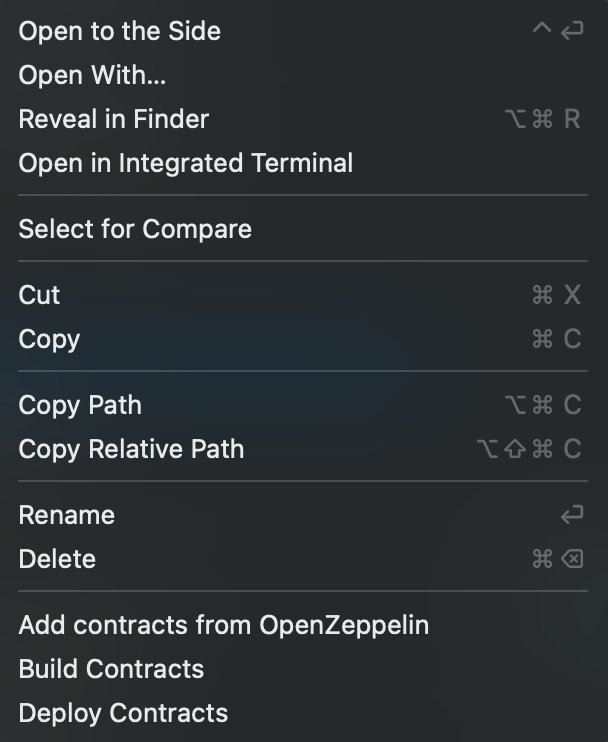 Open to the Side ⌃ ⏎
Open With...
Reveal in Finder ⌥⌘ R
Open in Integrated Terminal
Select for Compare
Cut ⌘ X
Copy ⌘ C
Copy Path ⌥⌘ C
Copy Relative Path ⌥⇧⌘ C
Rename ⏎
Delete ⌘ ⌫
Add contracts from OpenZeppelin
Build Contracts
Deploy Contracts